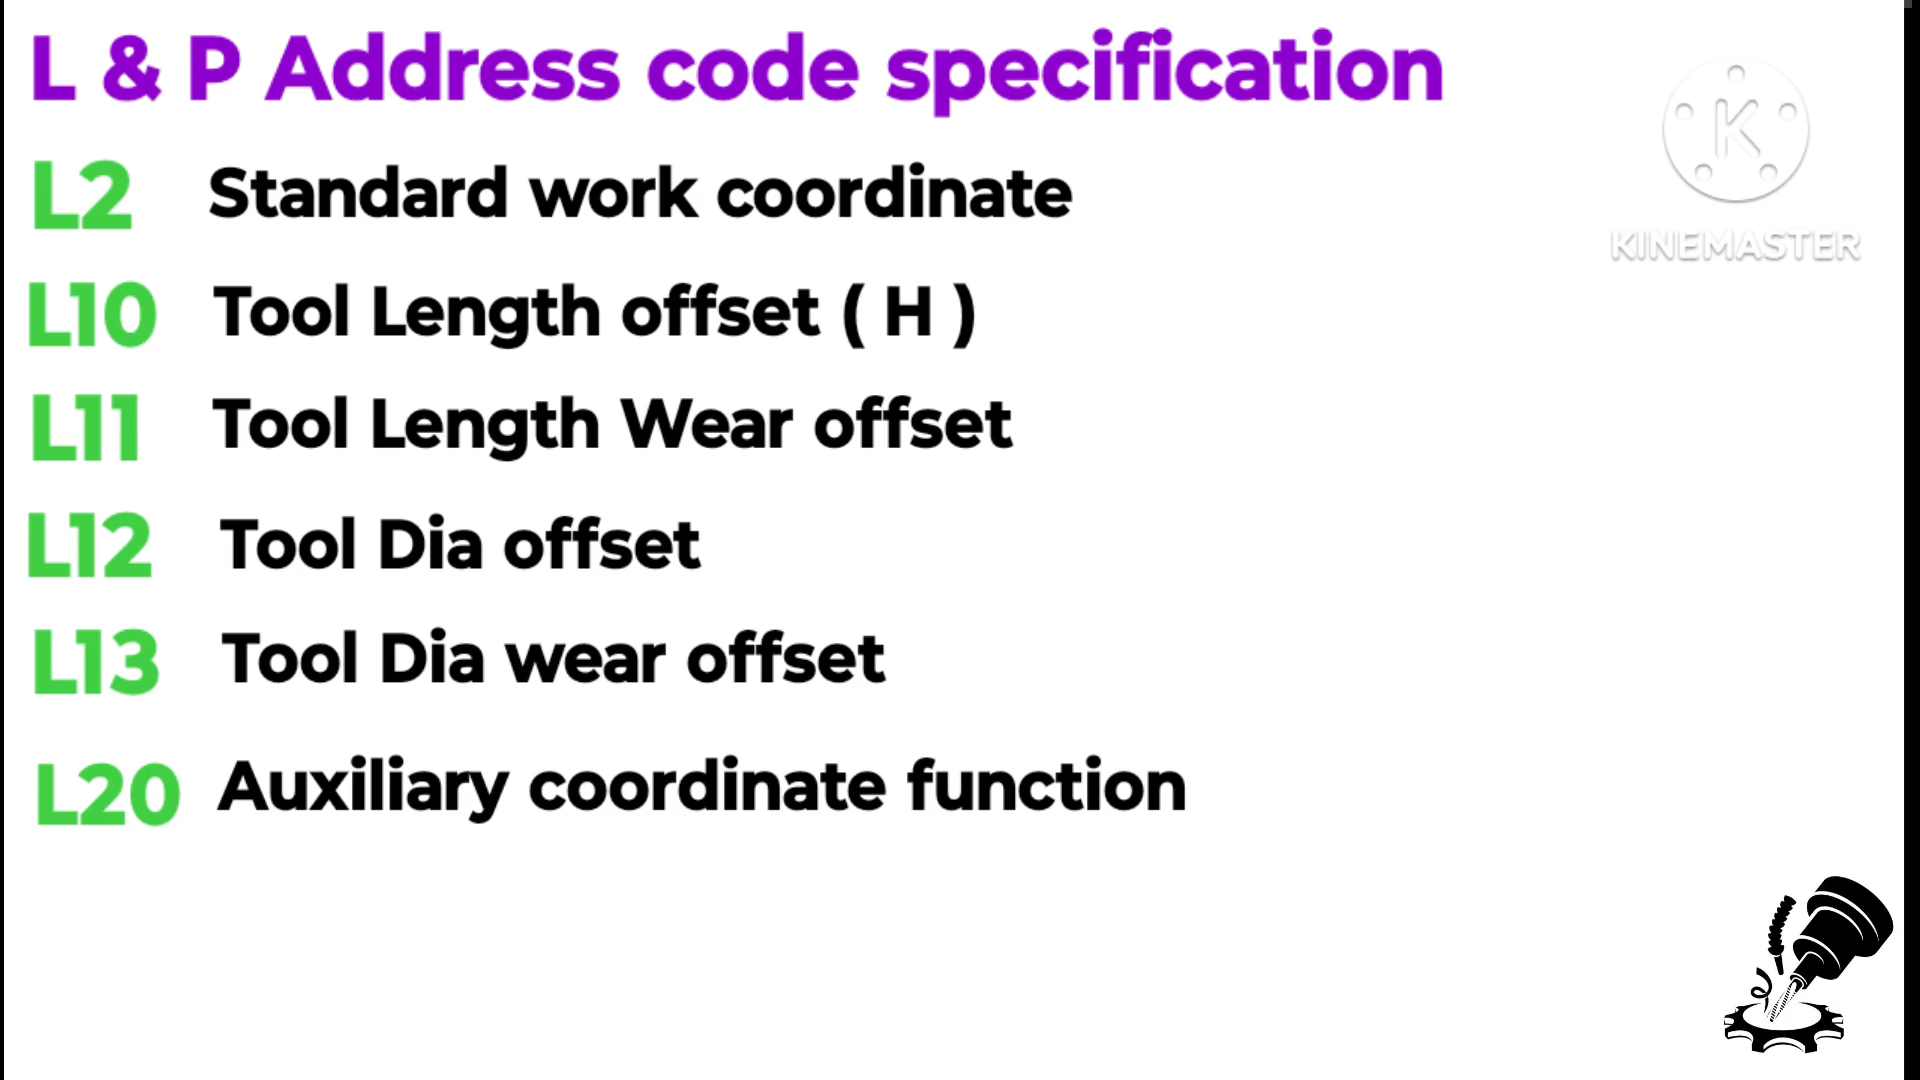 L & P Address code specification
L2 Standard work coordinate
L10 Tool Length offset ( H )
L11 Tool Length Wear offset
L12 Tool Dia offset
L13 Tool Dia wear offset
L20 Auxiliary coordinate function
K
KINEMASTER